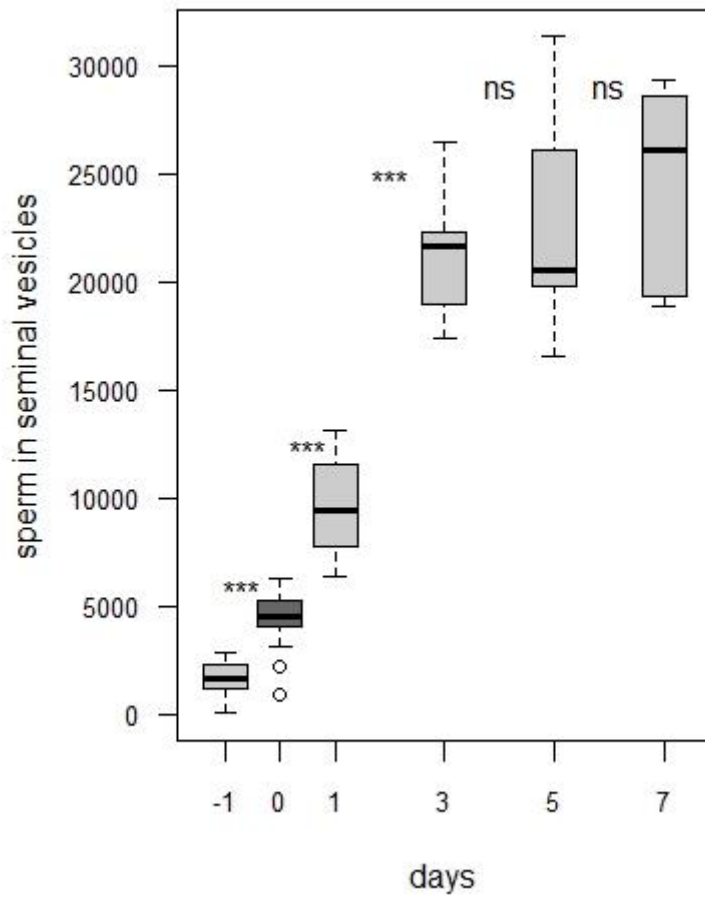 sperm in seminal vesicles
30000
25000
20000
15000
10000
5000
0
ns
ns
***
***
***
-1 0 1 3 5 7
days